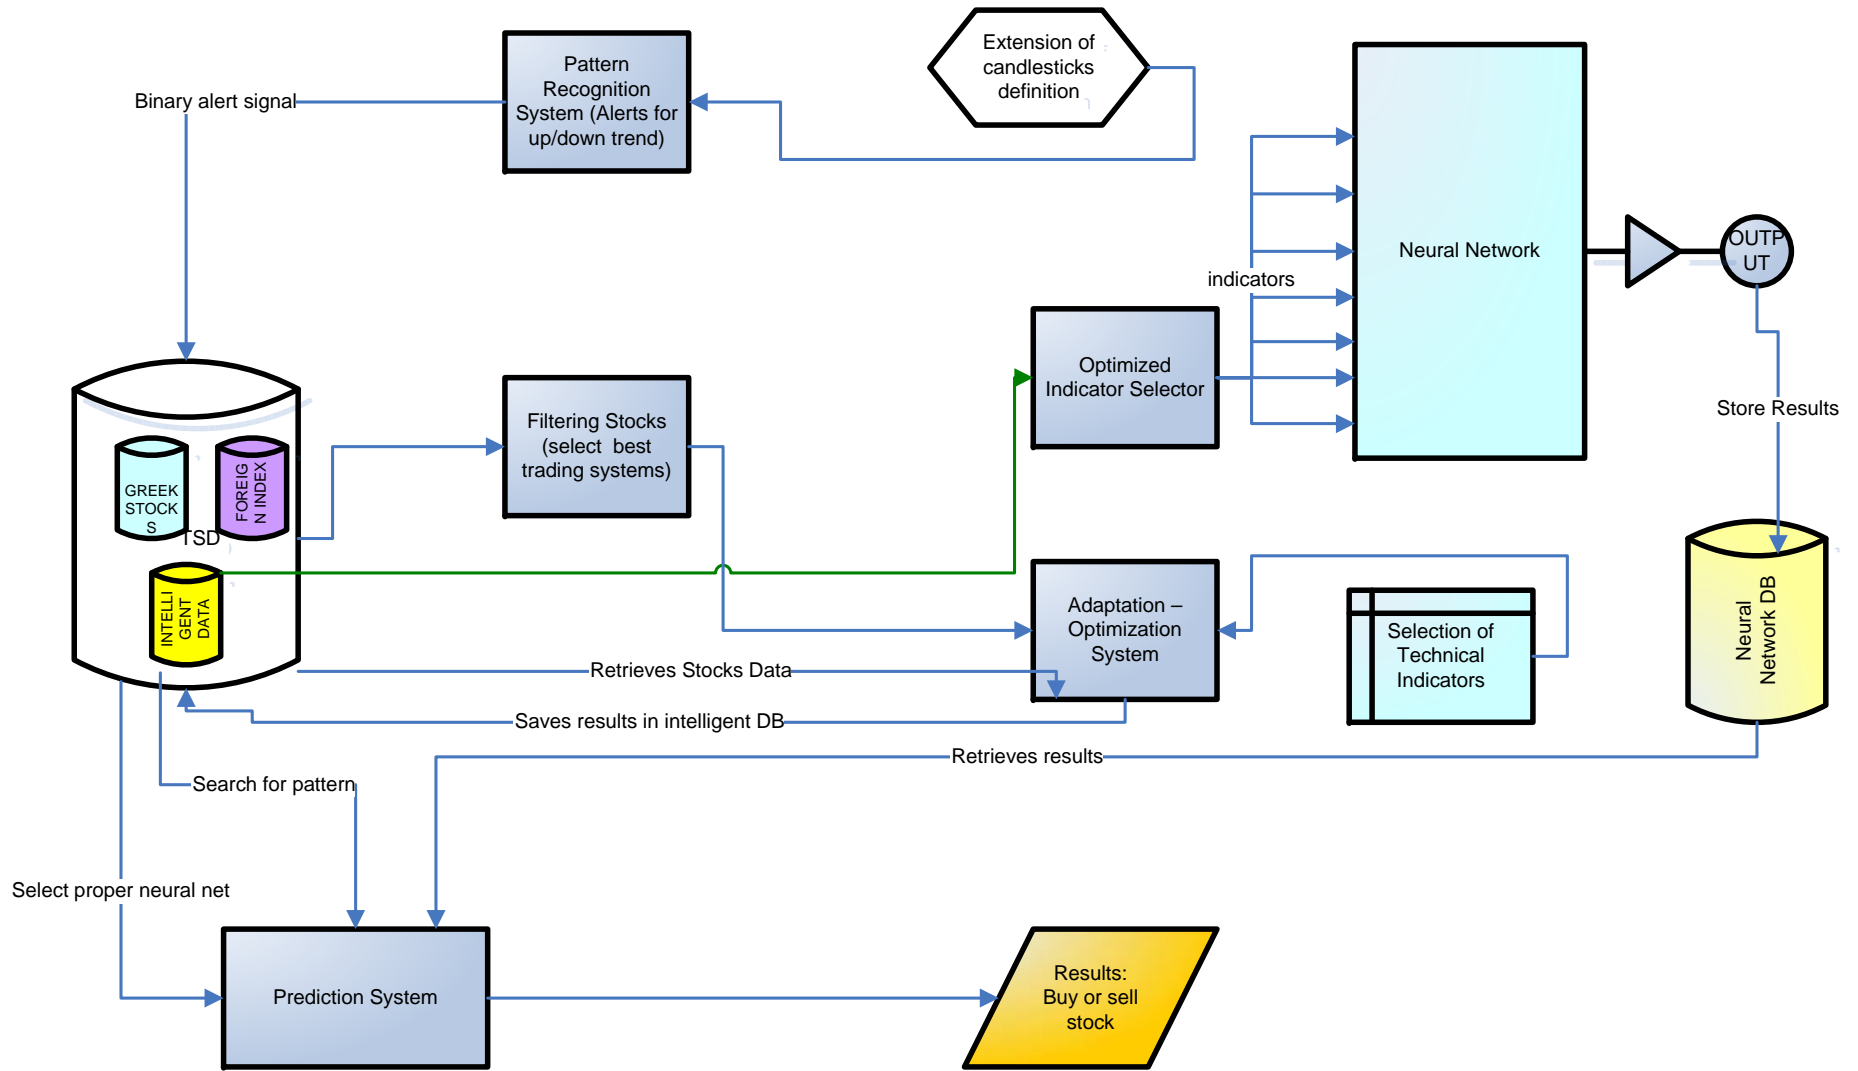 Extension of
candlesticks
definition
Pattern
Recognition
System (Alerts for
up/down trend)
Binary alert signal
Neural Network
OUTP
UT
indicators
Optimized
Indicator Selector
Store Results
Filtering Stocks
(select  best
trading systems)
GREEK
STOCK
S
FOREIG
N INDEX
TSD
INTELLI
GENT
DATA
Adaptation –
Optimization
System
Selection of
Technical
Indicators
Neural
Network DB
Retrieves Stocks Data
Saves results in intelligent DB
Retrieves results
Search for pattern
Select proper neural net
Prediction System
Results:
Buy or sell
stock